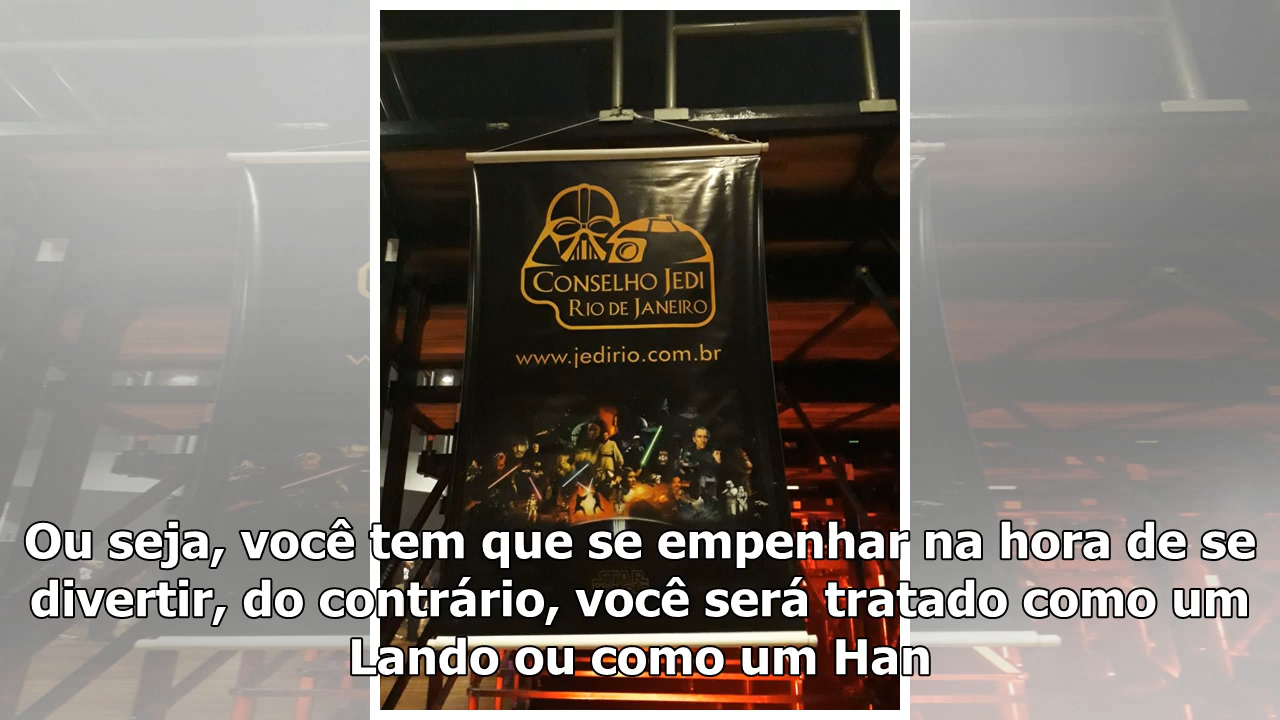 CONSELHO JEDI
RIO DE JANEIRO
www.jedirio.com.br
STAR
Ou seja, você tem que se empenhar na hora de se
divertir, do contrário, você será tratado como um
Lando ou como um Han